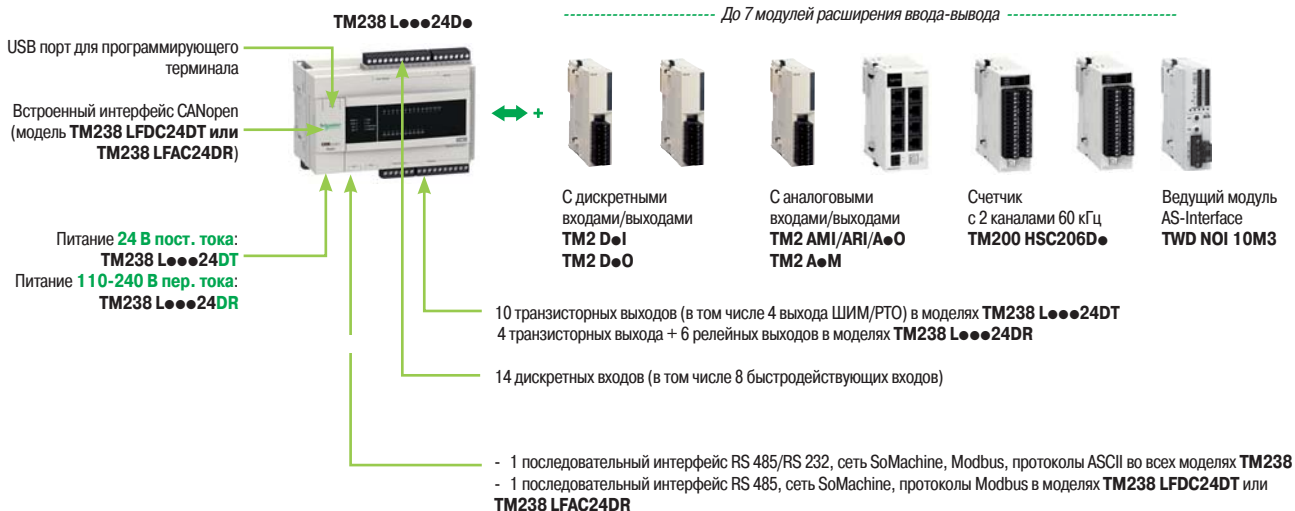 TM238 L●●●24D●
До 7 модулей расширения ввода-вывода
USB порт для программирующего
терминала
Встроенный интерфейс CANopen
(модель TM238 LFDC24DT или
TM238 LFAC24DR)
+
С дискретными
входами/выходами
TM2 D●I
TM2 D●O
С аналоговыми
входами/выходами
TM2 AMI/ARI/A●O
TM2 A●M
Счетчик
с 2 каналами 60 кГц
TM200 HSC206D●
Ведущий модуль
AS-Interface
TWD NOI 10M3
Питание 24 В пост. тока:
TM238 L●●●24DT
Питание 110-240 В пер. тока:
TM238 L●●●24DR
10 транзисторных выходов (в том числе 4 выхода ШИМ/PTO) в моделях TM238 L●●●24DT
4 транзисторных выхода + 6 релейных выходов в моделях TM238 L●●●24DR
14 дискретных входов (в том числе 8 быстродействующих входов)
- 1 последовательный интерфейс RS 485/RS 232, сеть SoMachine, Modbus, протоколы ASCII во всех моделях TM238
- 1 последовательный интерфейс RS 485, сеть SoMachine, протоколы Modbus в моделях TM238 LFDC24DT или
TM238 LFAC24DR